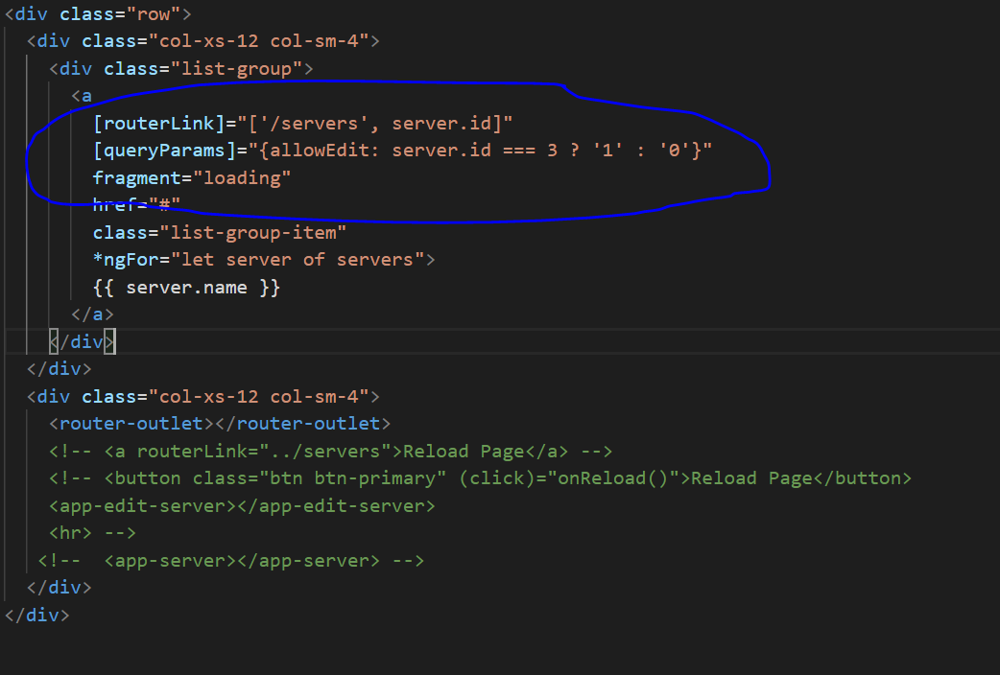 <div class="row">
<div class="col-xs-12 col-sm-4">
<div class="list-group">
<a
[routerLink]="['/servers', server.id]"
[queryParams]="{allowEdit: server.id === 3 ? '1' : '0'}"
fragment="loading"
href="#"
class="list-group-item"
*ngFor="let server of servers">
{{ server.name }}
</a>
</div>
</div>
<div class="col-xs-12 col-sm-4">
<router-outlet></router-outlet>
<!-- <a routerLink="../servers">Reload Page</a> -->
<!-- <button class="btn btn-primary" (click)="onReload()">Reload Page</button>
<app-edit-server></app-edit-server>
<hr> -->
<!--  <app-server></app-server> -->
</div>
</div>